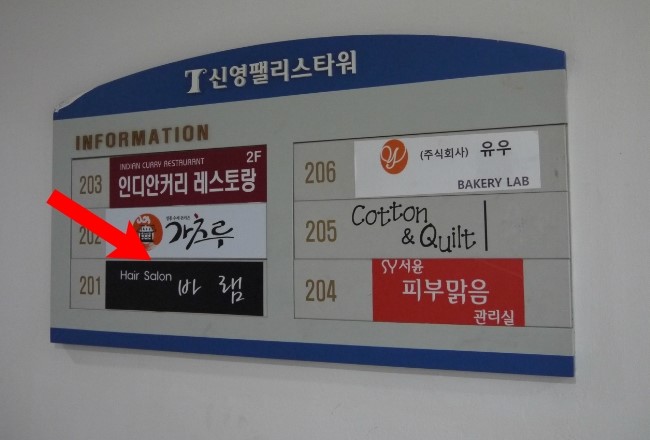 T 신영팰리스타워
INFORMATION
203
INDIAN CURRY RESTAURANT 2F
인디안커리 레스토랑
202
가츠루
201
Hair Salon 바 램
206
y (주식회사) 유우
BAKERY LAB
205
Cotton
& Quilt
204
SY서윤
피부맑음
관리실